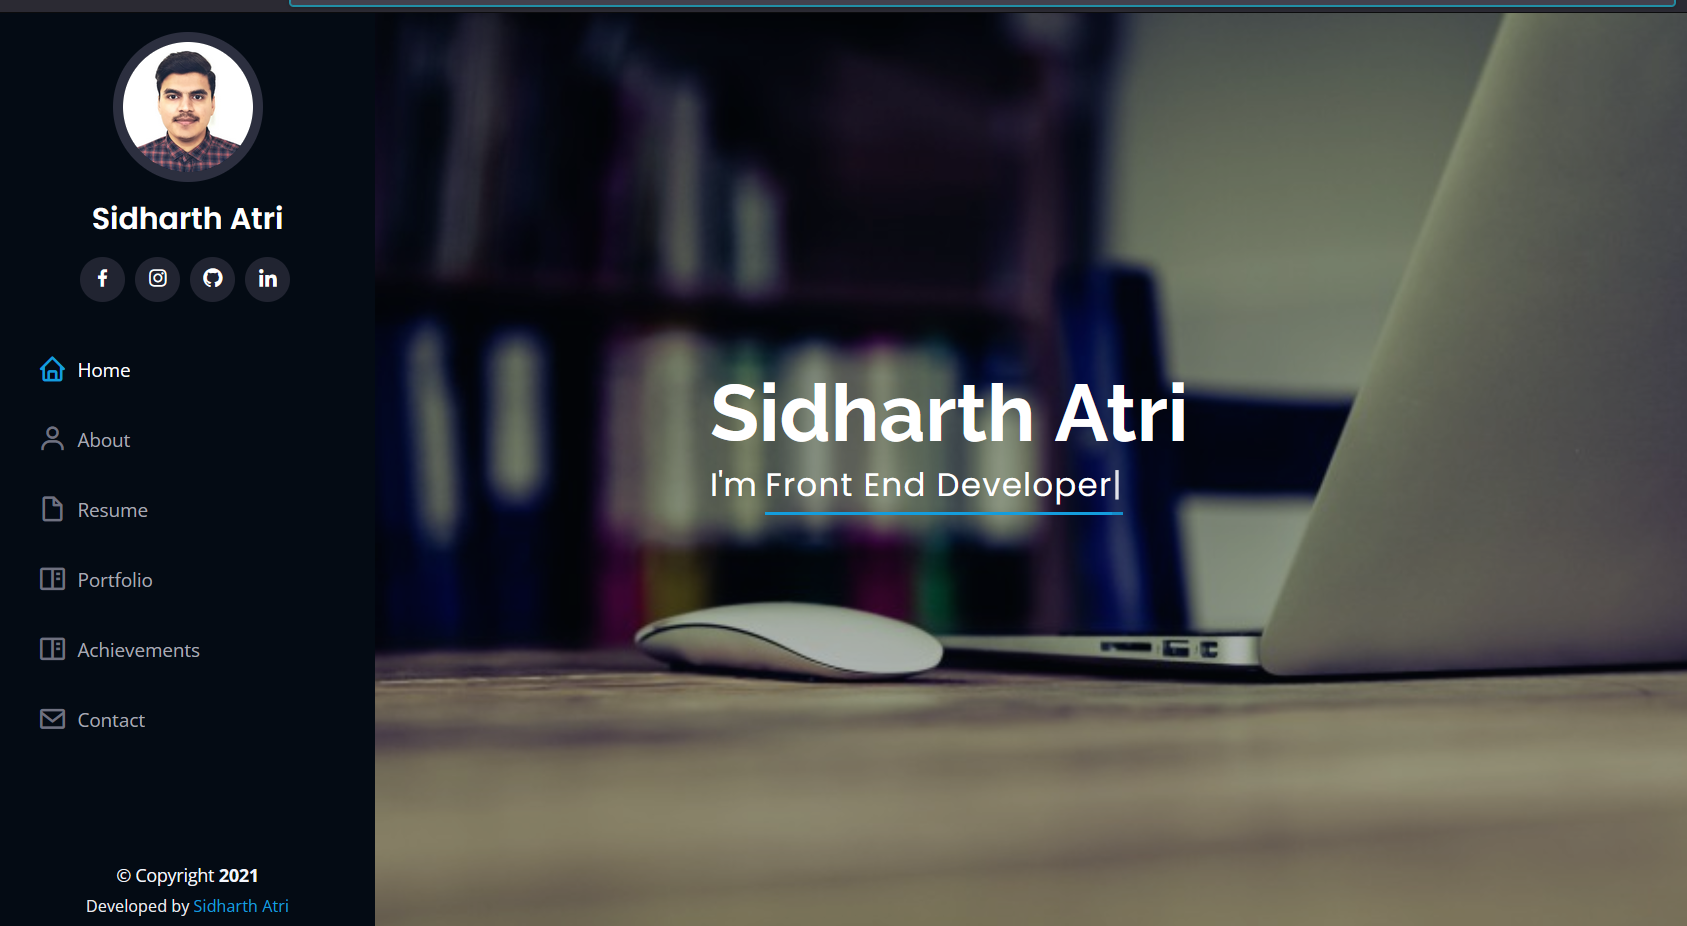 Sidharth Atri
Home
About
Resume
Portfolio
Achievements
Contact
© Copyright 2021
Developed by Sidharth Atri
Sidharth Atri
I'm Front End Developer|